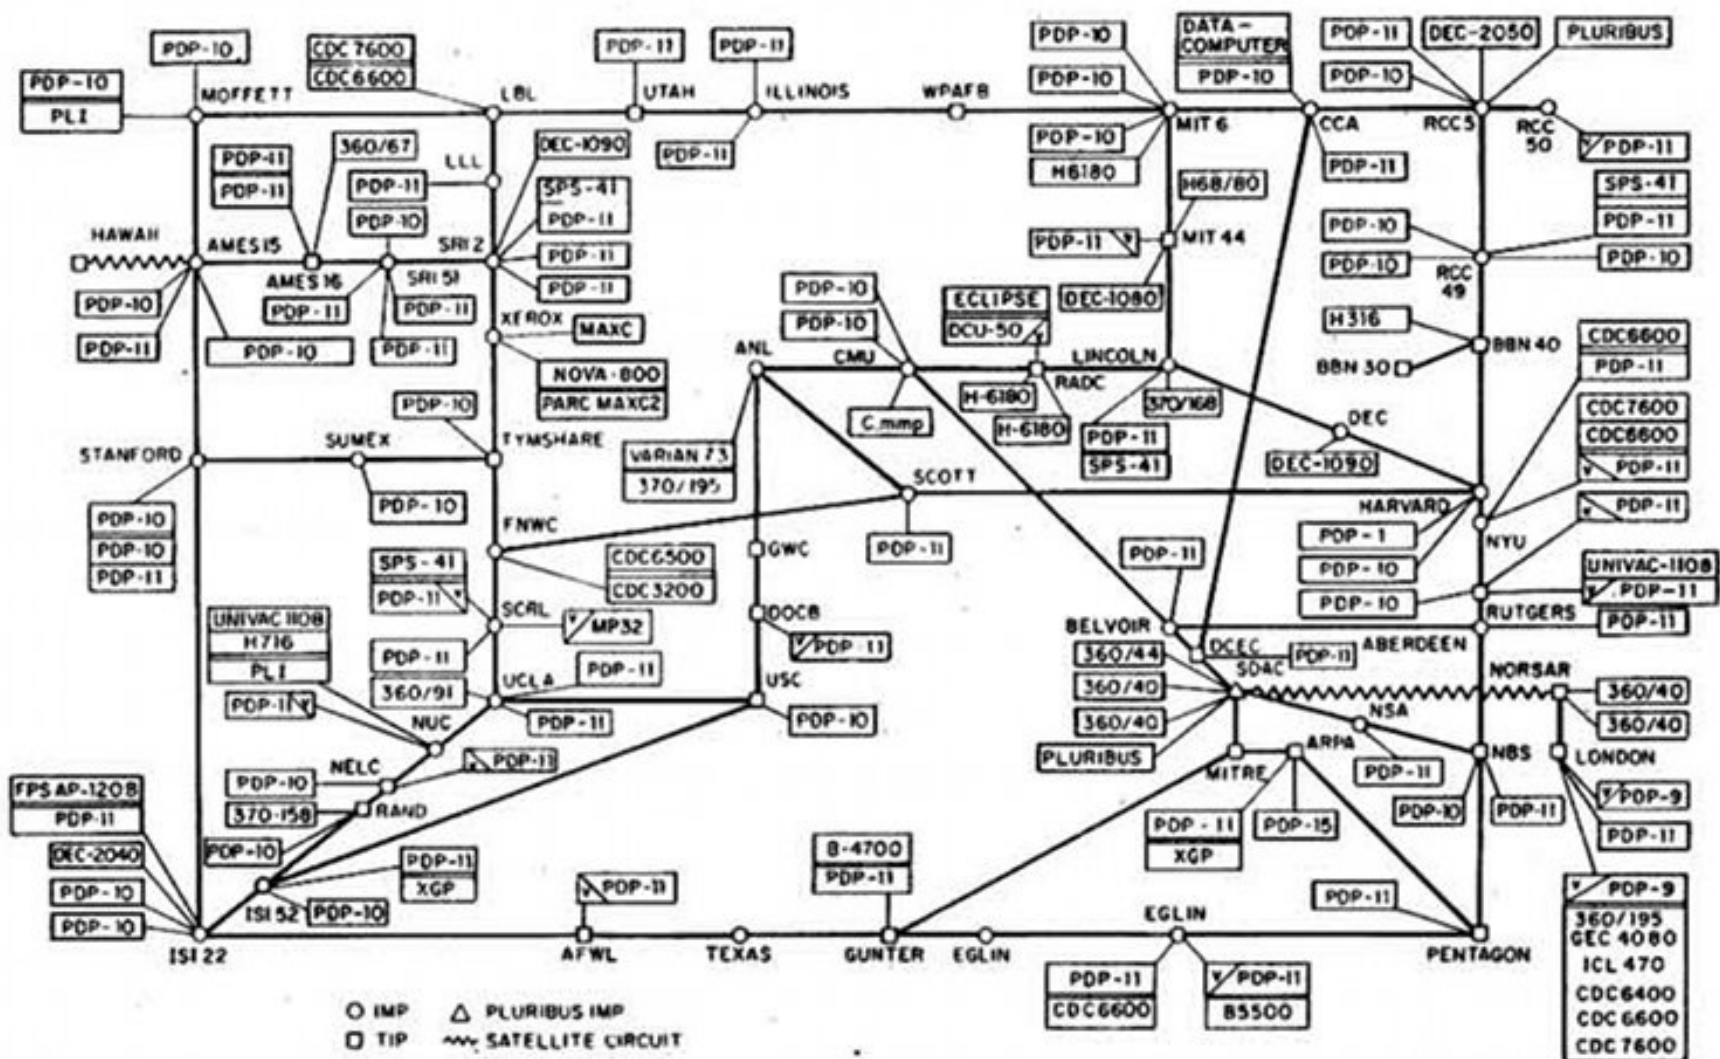 PDP-10
PLI
PDP-10
MOFFETT
CDC 7600
CDC6600
LBL
PDP-11
UTAH
PDP-11
ILLINOIS
PDP-11
WPAFB
PDP-10
PDP-10
PDP-10
H6180
MIT 6
DATA-
COMPUTER
PDP-10
CCA
PDP-11
PDP-11
PDP-10
DEC-2050
PLURIBUS
RCC 5
RCC
50
PDP-11
HAWAII
AMES 15
PDP-10
PDP-11
PDP-10
PDP-11
PDP-11
360/67
AMES 16
LLL
PDP-11
PDP-10
SRI 51
PDP-11
PDP-11
PDP-11
SRI 2
DEC-1090
SPS-41
PDP-11
PDP-11
PDP-11
XEROX
MAXC
NOVA-800
PARC MAXC2
H68/80
PDP-11
MIT 44
DEC-1080
SPS-41
PDP-11
PDP-10
PDP-10
PDP-10
RCC
49
H316
BBN 40
BBN 30
CDC6600
PDP-11
CDC7600
CDC6600
PDP-11
PDP-11
ANL
VARIAN 73
370/195
PDP-10
PDP-10
CMU
C.mmp
ECLIPSE
DCU-50
RADC
H-6180
H-6180
LINCOLN
370/168
PDP-11
SPS-41
DEC
DEC-1090
STANFORD
PDP-10
PDP-10
PDP-11
SUMEX
PDP-10
PDP-10
TYMSHARE
SCOTT
PDP-11
HARVARD
PDP-1
PDP-10
NYU
FNWC
CDC6500
CDC3200
GWC
SPS-41
PDP-11
SCRL
MP32
DOCB
PDP-11
PDP-10
RUTGERS
UNIVAC-1108
PDP-11
PDP-11
ABERDEEN
PDP-11
BELVOIR
DCEC
PDP-11
SDAC
360/44
360/40
360/40
PLURIBUS
NORSAR
360/40
360/40
UNIVAC 1108
H716
PLI
PDP-11
NUC
PDP-11
360/91
UCLA
PDP-11
PDP-11
USC
PDP-10
NSA
PDP-11
NBS
PDP-10
PDP-11
LONDON
PDP-9
PDP-11
PDP-9
360/195
GEC 4080
ICL 470
CDC6400
CDC6600
CDC7600
MITRE
ARPA
PDP-11
XGP
PDP-15
NELC
PDP-10
PDP-11
370-158
RAND
PDP-10
PDP-11
XGP
ISI 52
PDP-10
FPS AP-120B
PDP-11
DEC-2040
PDP-10
PDP-10
ISI 22
PDP-11
AFWL
TEXAS
B-4700
PDP-11
GUNTER
EGLIN
EGLIN
PDP-11
CDC6600
PDP-11
B5500
PDP-11
PENTAGON
IMP
PLURIBUS IMP
TIP
SATELLITE CIRCUIT